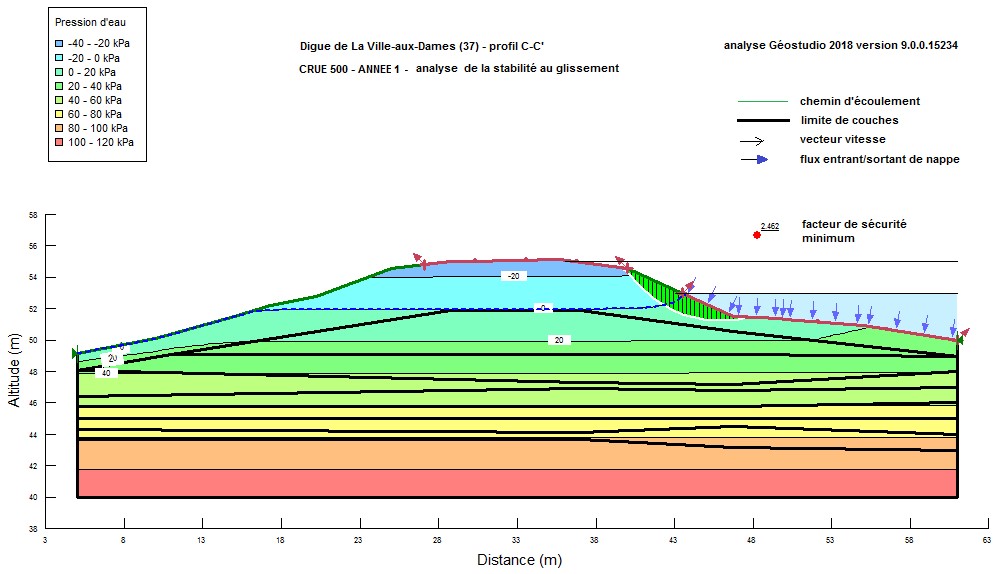 Pression d'eau
-40 - -20 kPa
-20 - 0 kPa
0 - 20 kPa
20 - 40 kPa
40 - 60 kPa
60 - 80 kPa
80 - 100 kPa
100 - 120 kPa
Digue de La Ville-aux-Dames (37) - profil C-C'
CRUE 500 - ANNEE 1 - analyse de la stabilité au glissement
analyse Géostudio 2018 version 9.0.0.15234
chemin d'écoulement
limite de couches
vecteur vitesse
flux entrant/sortant de nappe
2.462
facteur de sécurité
minimum
58
56
54
52
50
48
46
44
42
40
38
Altitude (m)
-20
-0-
20
0
20
40
3
8
13
18
23
28
33
38
43
48
53
58
63
Distance (m)